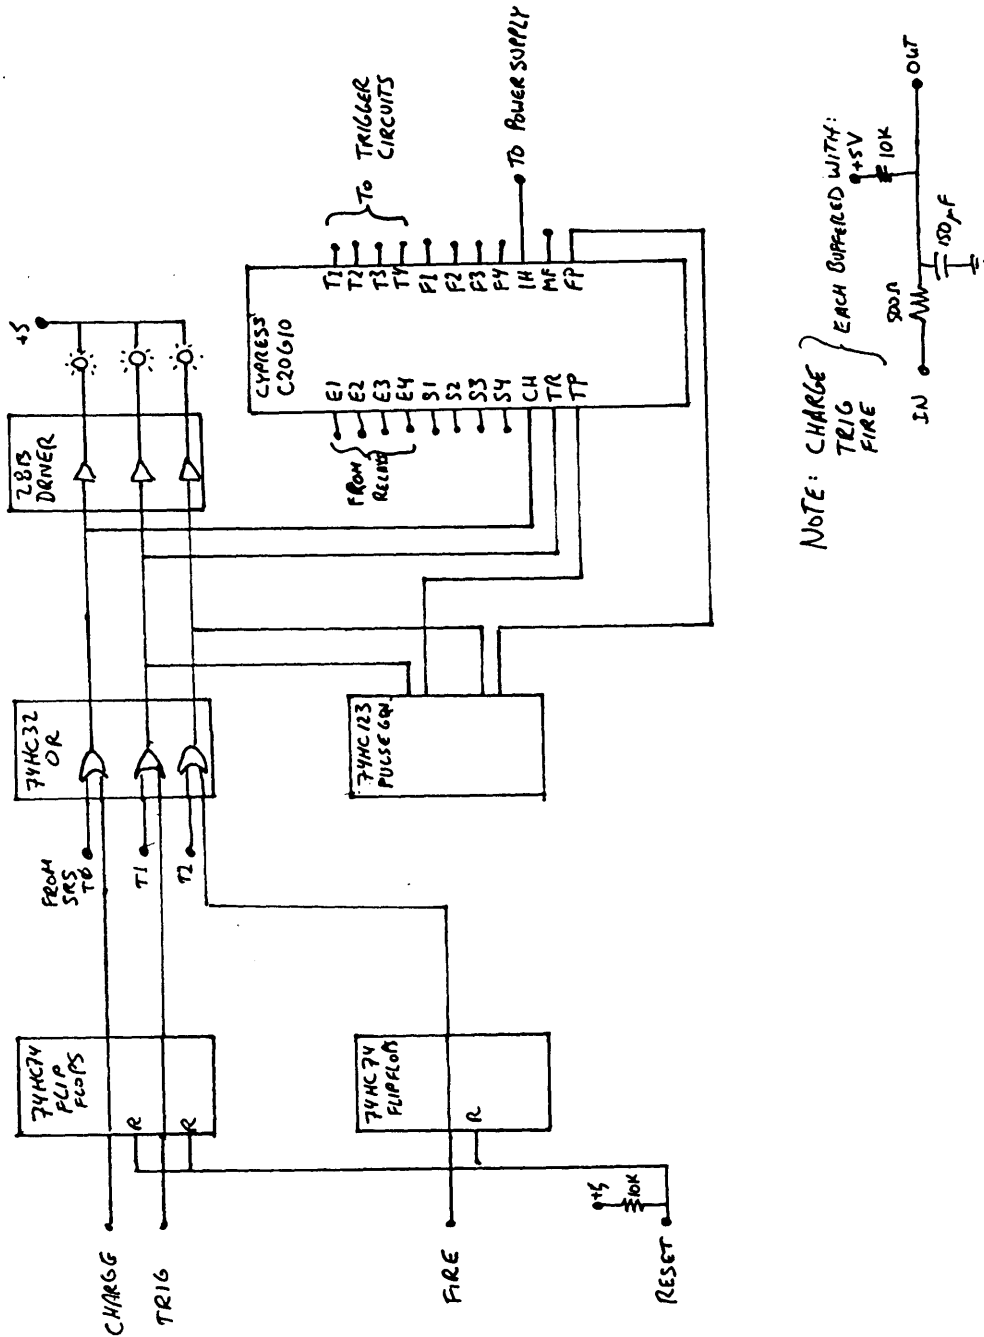 CHARGE
TRIG
FIRE
RESET
+5
10K
74HC74
FLIP
FLOPS
R
R
74HC74
FLIPFLOPS
R
FROM
SRS
TØ
T1
T2
74HC32
OR
74HC123
PULSE GEN.
2813
DRIVER
+5
CYPRESS
C20G10
E1
E2
E3
E4
S1
S2
S3
S4
CH
TR
TP
T1
T2
T3
T4
F1
F2
F3
F4
IH
MF
FP
FROM
RELAYS
TO TRIGGER
CIRCUITS
TO POWER SUPPLY
NOTE: CHARGE
TRIG
FIRE
EACH BUFFERED WITH:
IN
500Ω
150µF
+5V
10K
OUT